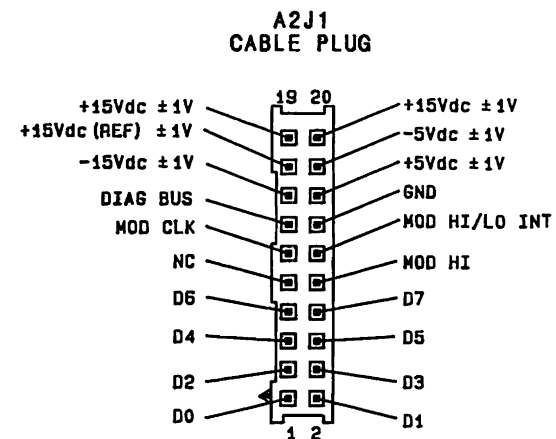 A2J1
CABLE PLUG
19 20
+15Vdc ±1V +15Vdc ±1V
+15Vdc (REF) ±1V -5Vdc ±1V
-15Vdc ±1V +5Vdc ±1V
DIAG BUS GND
MOD CLK MOD HI/LO INT
NC MOD HI
D6 D7
D4 D5
D2 D3
D0 D1
1 2